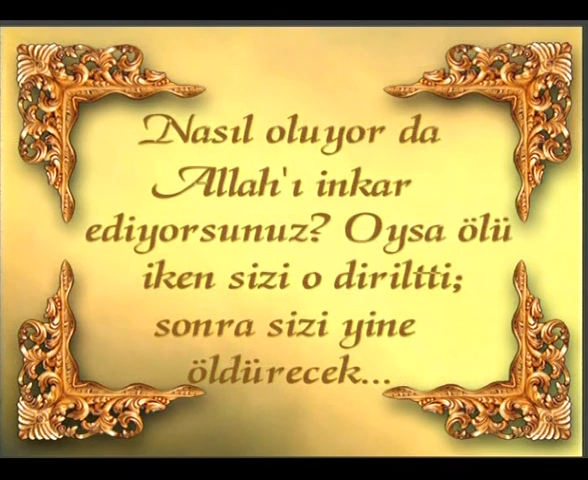 Nasıl oluyor da
Allah'ı inkar
ediyorsunuz? Oysa ölü
iken sizi o diriltti;
sonra sizi yine
öldürecek...